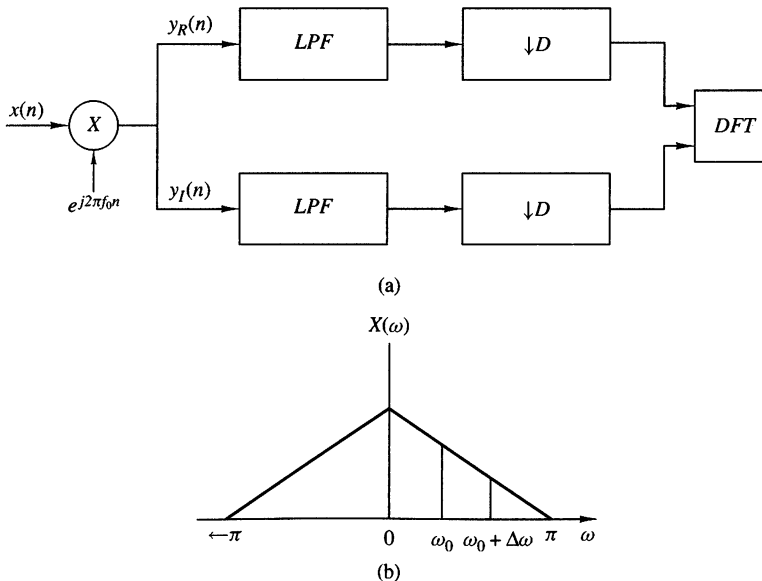 y_R(n)
LPF
↓D
x(n)
X
DFT
e^{j2πf_0n}
y_I(n)
LPF
↓D
(a)
X(ω)
←π
0
ω_0
ω_0 + Δω
π
ω
(b)